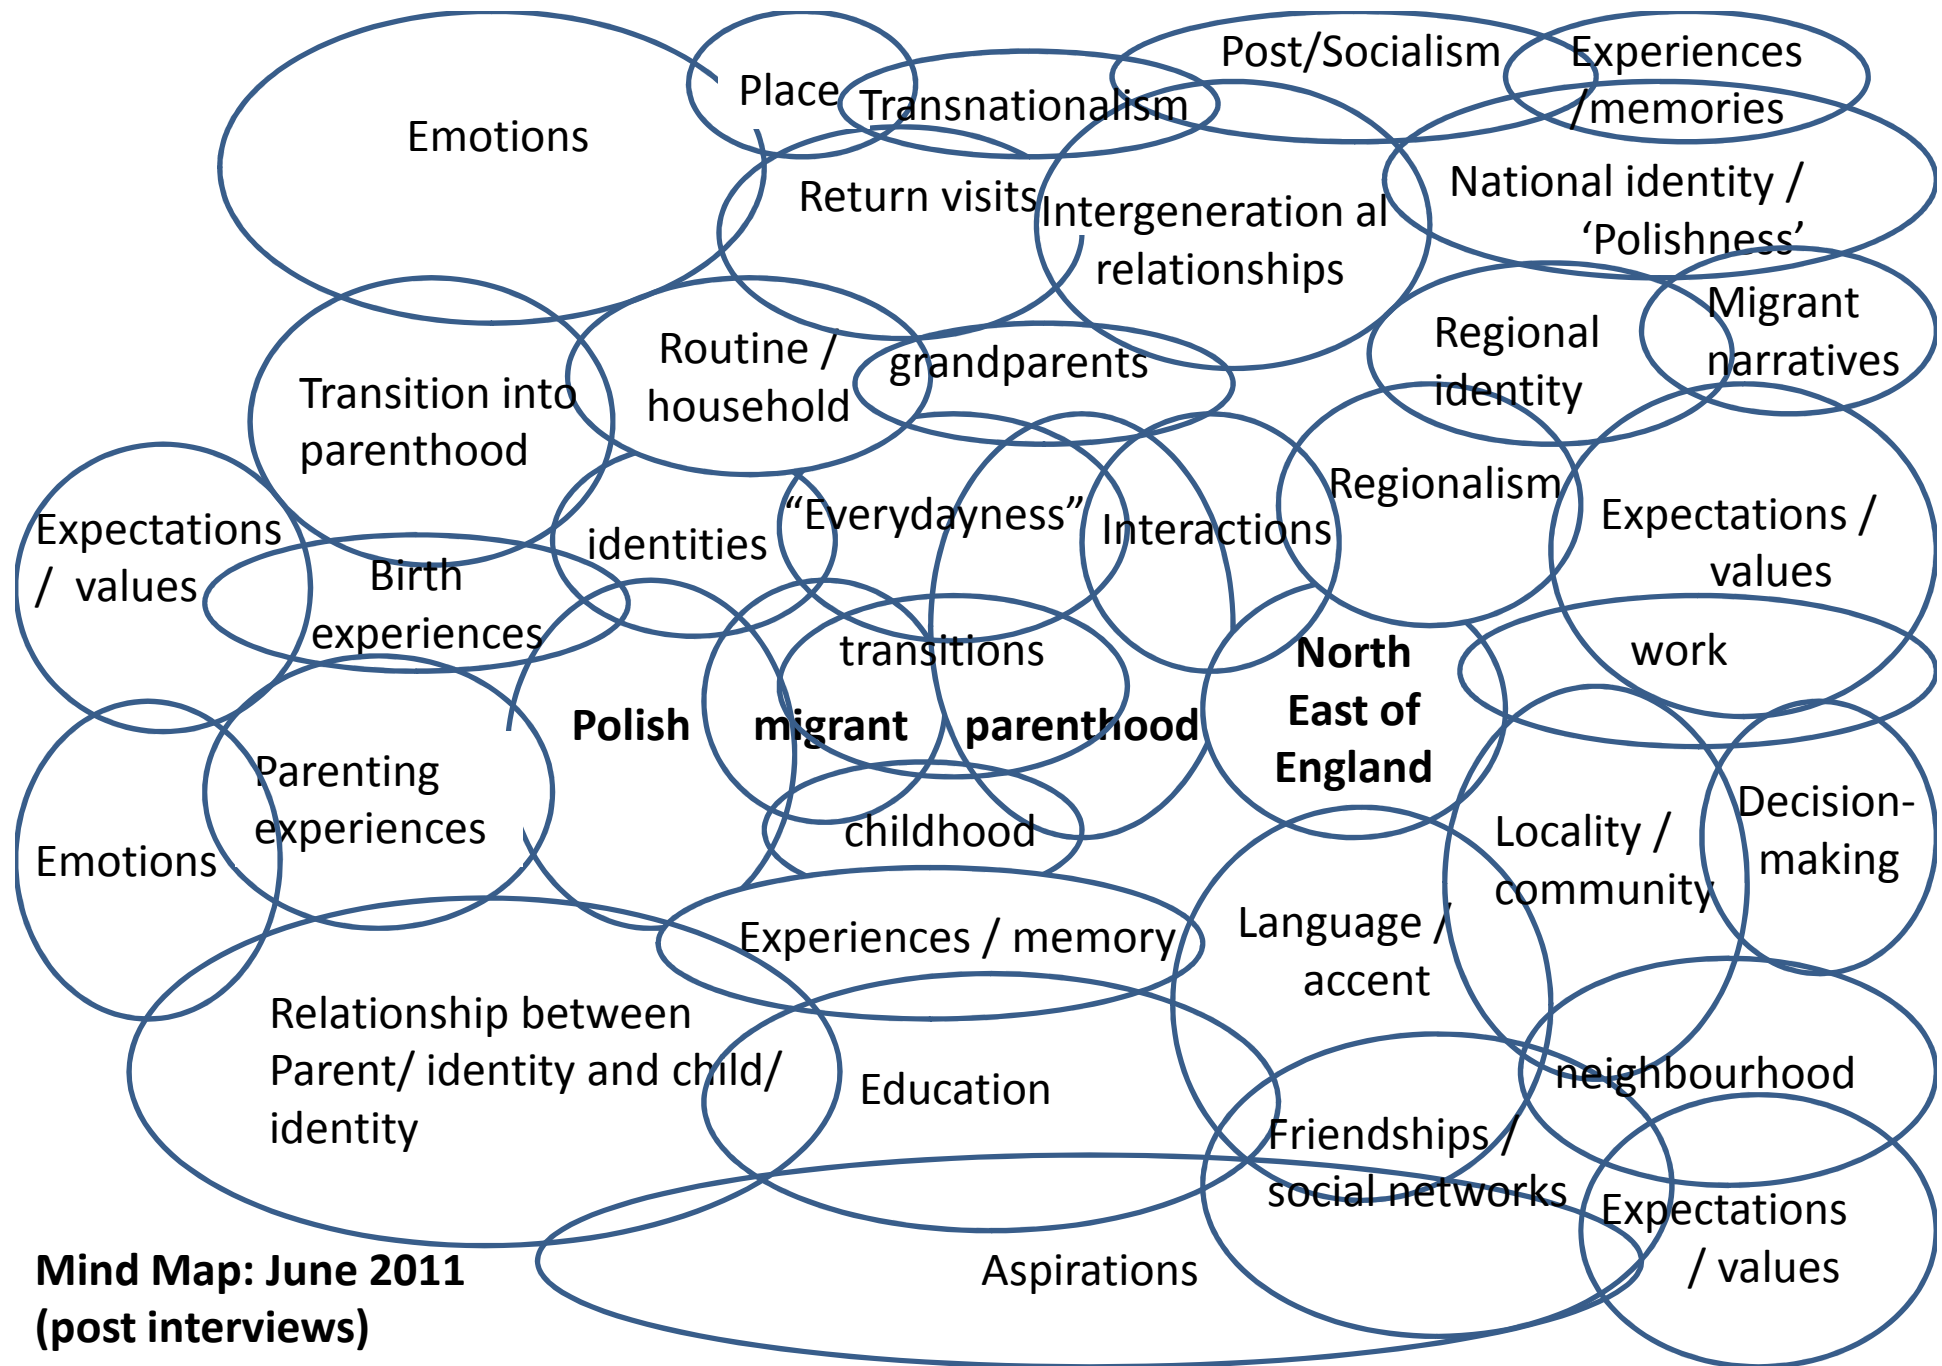 Emotions
Place
Transnationalism
Post/Socialism
Experiences
/memories
Return visits
Intergeneration al
relationships
National identity /
‘Polishness’
Transition into
parenthood
Routine /
household
grandparents
Regional
identity
Migrant
narratives
Expectations
/ values
Birth
experiences
identities
“Everydayness”
Interactions
Regionalism
Expectations /
values
transitions
work
Polish
migrant
parenthood
North
East of
England
Parenting
experiences
Emotions
childhood
Locality /
community
Decision-
making
Experiences / memory
Language /
accent
Relationship between
Parent/ identity and child/
identity
Education
neighbourhood
Friendships /
social networks
Expectations
/ values
Aspirations
Mind Map: June 2011
(post interviews)